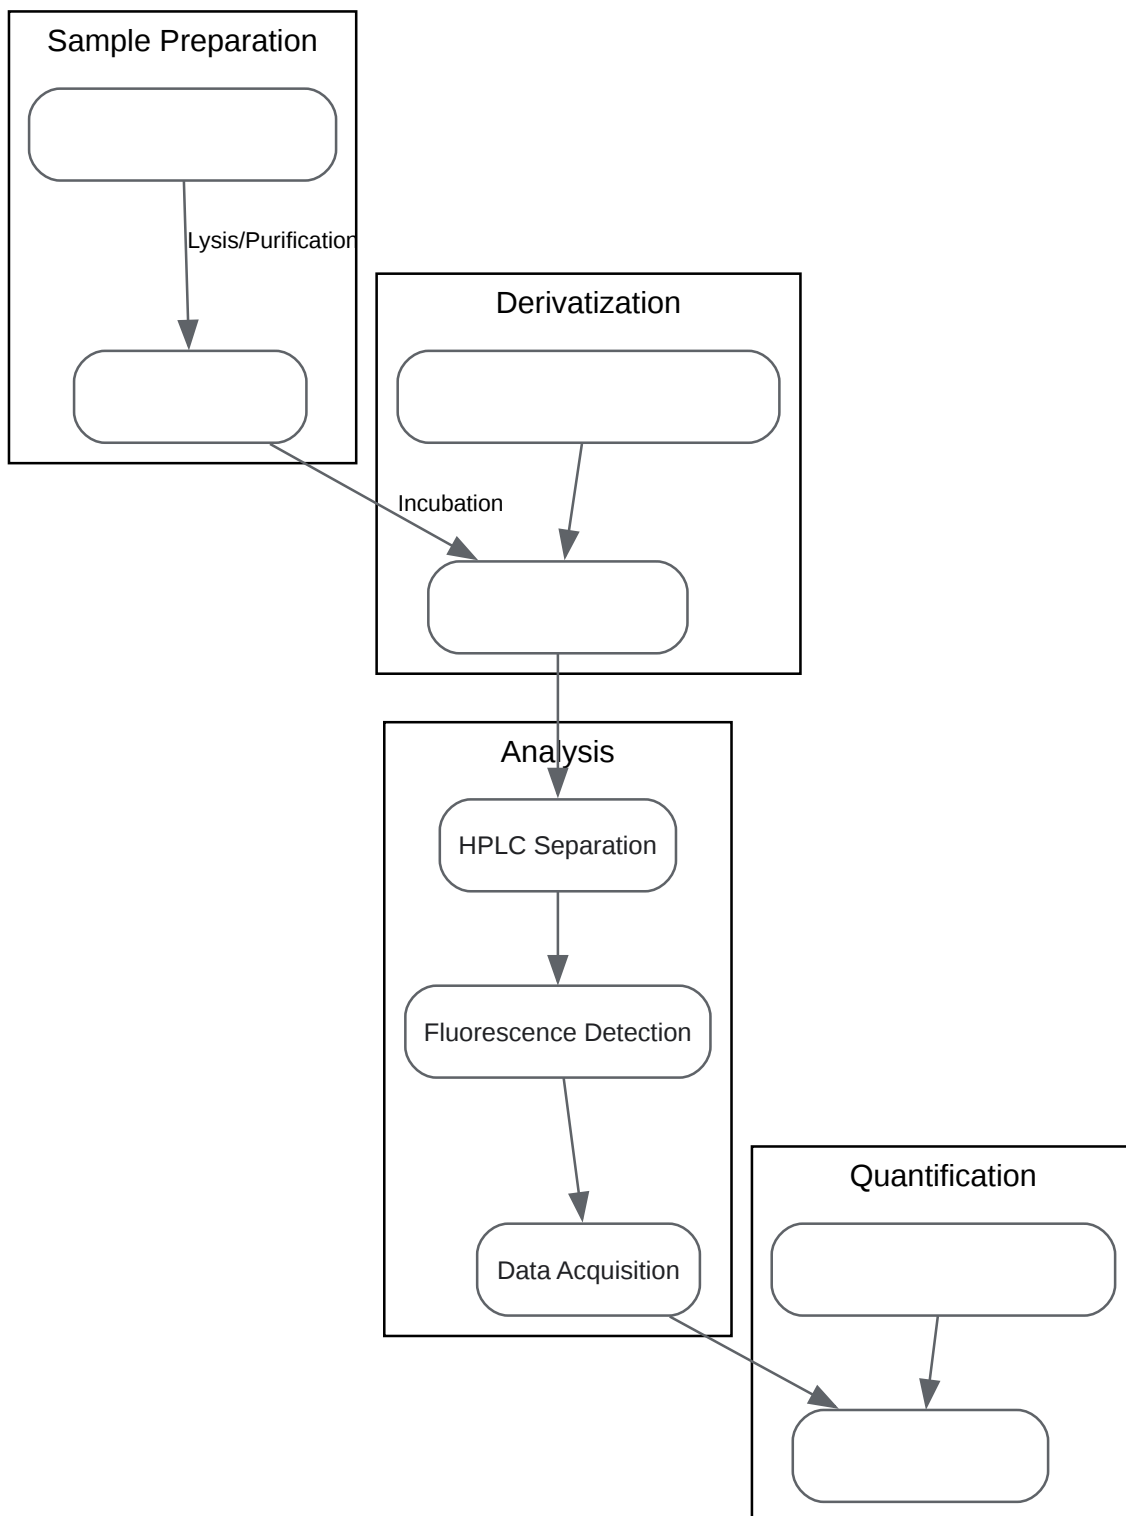 Sample Preparation
Lysis/Purification
Derivatization
Incubation
Analysis
HPLC Separation
Fluorescence Detection
Data Acquisition
Quantification